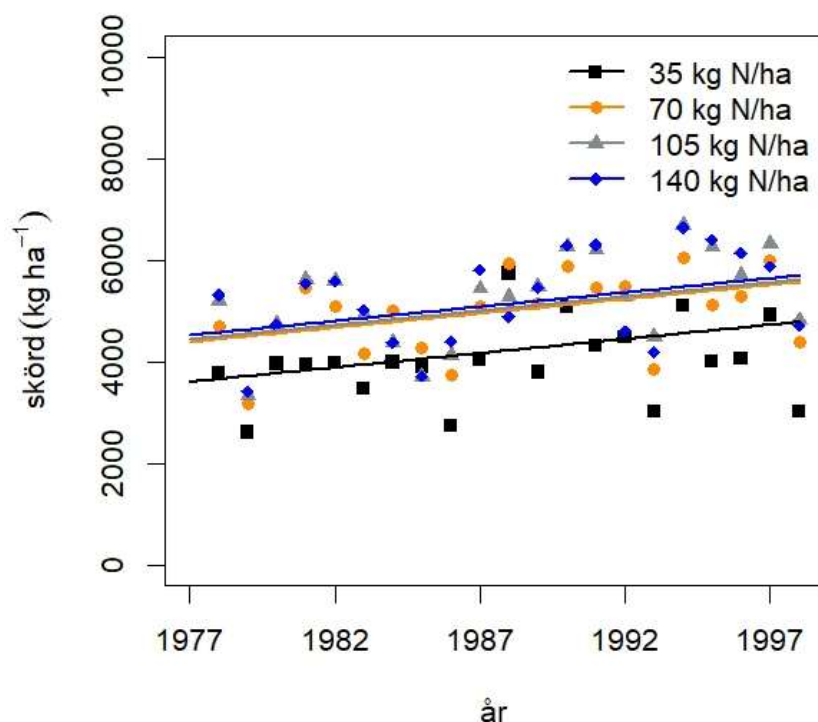 10000
8000
6000
4000
2000
0
skörd (kg ha⁻¹)
35 kg N/ha
70 kg N/ha
105 kg N/ha
140 kg N/ha
1977 1982 1987 1992 1997
år